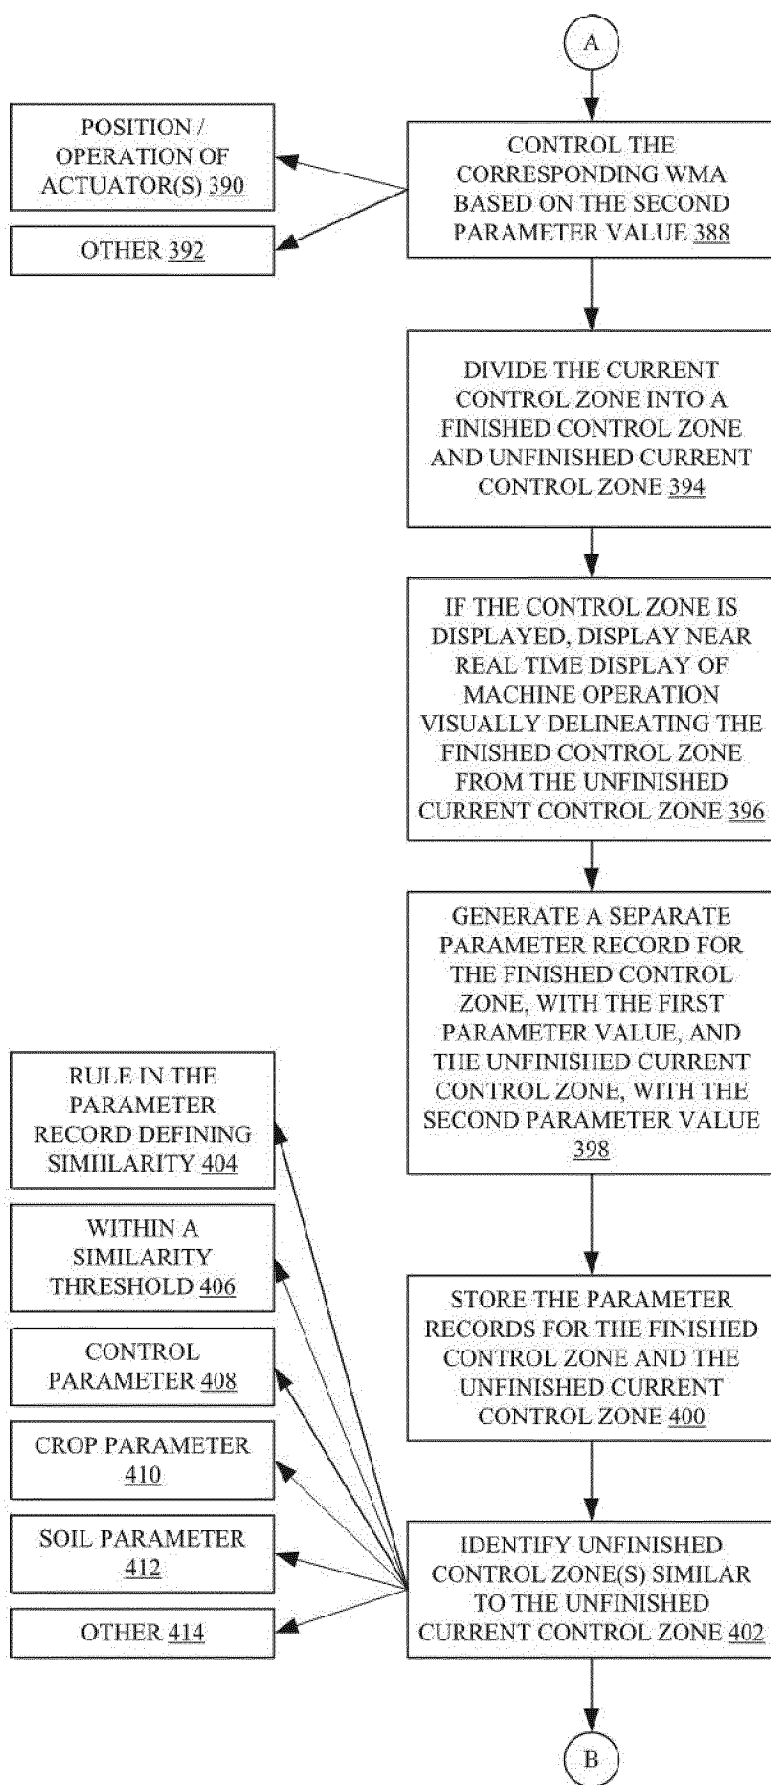 A
CONTROL THE
CORRESPONDING WMA
BASED ON THE SECOND
PARAMETER VALUE 388
POSITION /
OPERATION OF
ACTUATOR(S) 390
OTHER 392
DIVIDE THE CURRENT
CONTROL ZONE INTO A
FINISHED CONTROL ZONE
AND UNFINISHED CURRENT
CONTROL ZONE 394
IF THE CONTROL ZONE IS
DISPLAYED, DISPLAY NEAR
REAL TIME DISPLAY OF
MACHINE OPERATION
VISUALLY DELINEATING THE
FINISHED CONTROL ZONE
FROM THE UNFINISHED
CURRENT CONTROL ZONE 396
GENERATE A SEPARATE
PARAMETER RECORD FOR
THE FINISHED CONTROL
ZONE, WITH THE FIRST
PARAMETER VALUE, AND
THE UNFINISHED CURRENT
CONTROL ZONE, WITH THE
SECOND PARAMETER VALUE
398
STORE THE PARAMETER
RECORDS FOR THE FINISHED
CONTROL ZONE AND THE
UNFINISHED CURRENT
CONTROL ZONE 400
IDENTIFY UNFINISHED
CONTROL ZONE(S) SIMILAR
TO THE UNFINISHED
CURRENT CONTROL ZONE 402
RULE IN THE
PARAMETER
RECORD DEFINING
SIMIILARITY 404
WITHIN A
SIMILARITY
THRESHOLD 406
CONTROL
PARAMETER 408
CROP PARAMETER
410
SOIL PARAMETER
412
OTHER 414
B